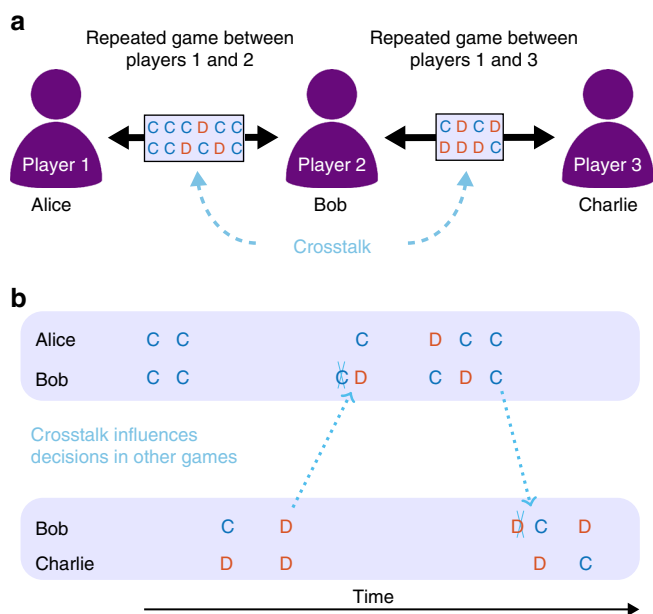 a
Repeated game between players 1 and 2
Repeated game between players 1 and 3
C C C D C C
C C D C D C
C D C D
D D D C
Player 1
Player 2
Player 3
Alice
Bob
Charlie
Crosstalk
b
Alice C C C D C C
Bob C C C D C D C
Crosstalk influences
decisions in other games
Bob C D D C D
Charlie D D D C
Time